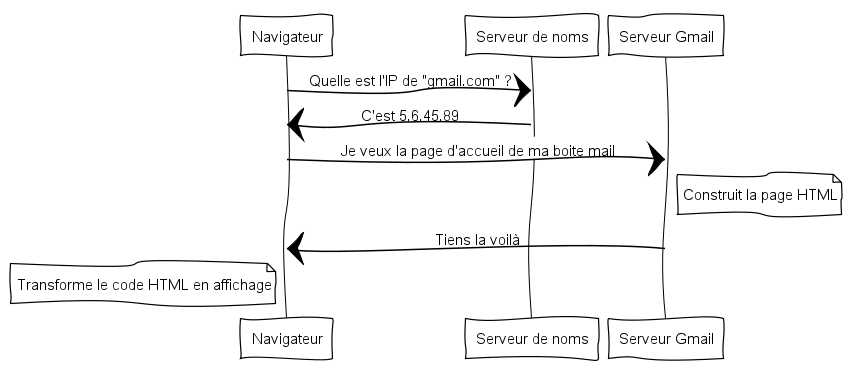 Navigateur
Serveur de noms
Serveur Gmail
Quelle est l'IP de "gmail.com" ?
C'est 5.6.45.89
Je veux la page d'accueil de ma boite mail
Construit la page HTML
Tiens la voilà
Transforme le code HTML en affichage
Navigateur
Serveur de noms
Serveur Gmail